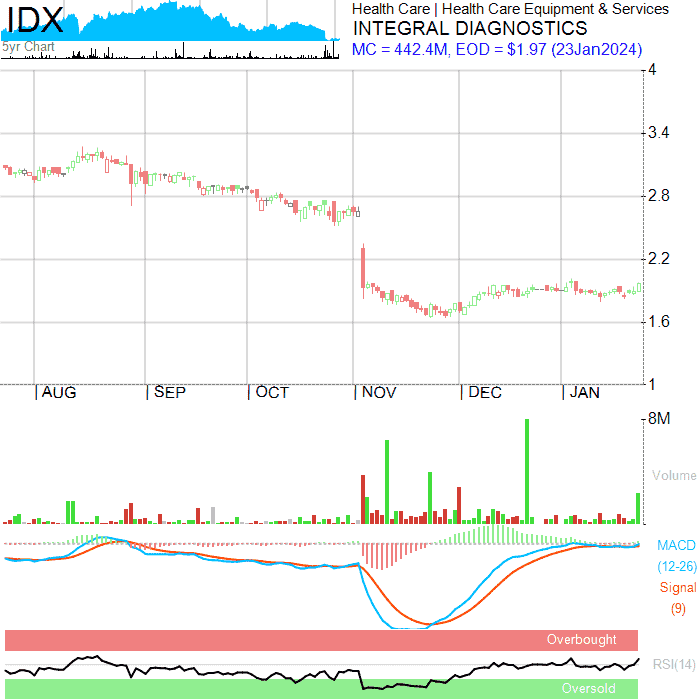 IDX
5yr Chart
Health Care | Health Care Equipment & Services
INTEGRAL DIAGNOSTICS
MC = 442.4M, EOD = $1.97 (23Jan2024)
4
3.4
2.8
2.2
1.6
1
AUG
SEP
OCT
NOV
DEC
JAN
8M
Volume
MACD
(12-26)
Signal
(9)
Overbought
RSI(14)
Oversold